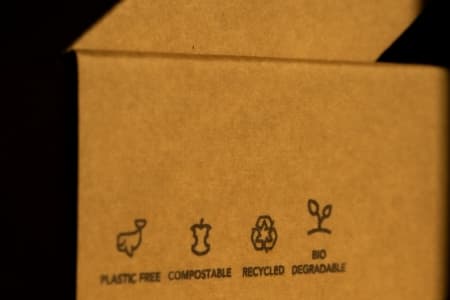 PLASTIC FREE
COMPOSTABLE
RECYCLED
BIO
DEGRADABLE